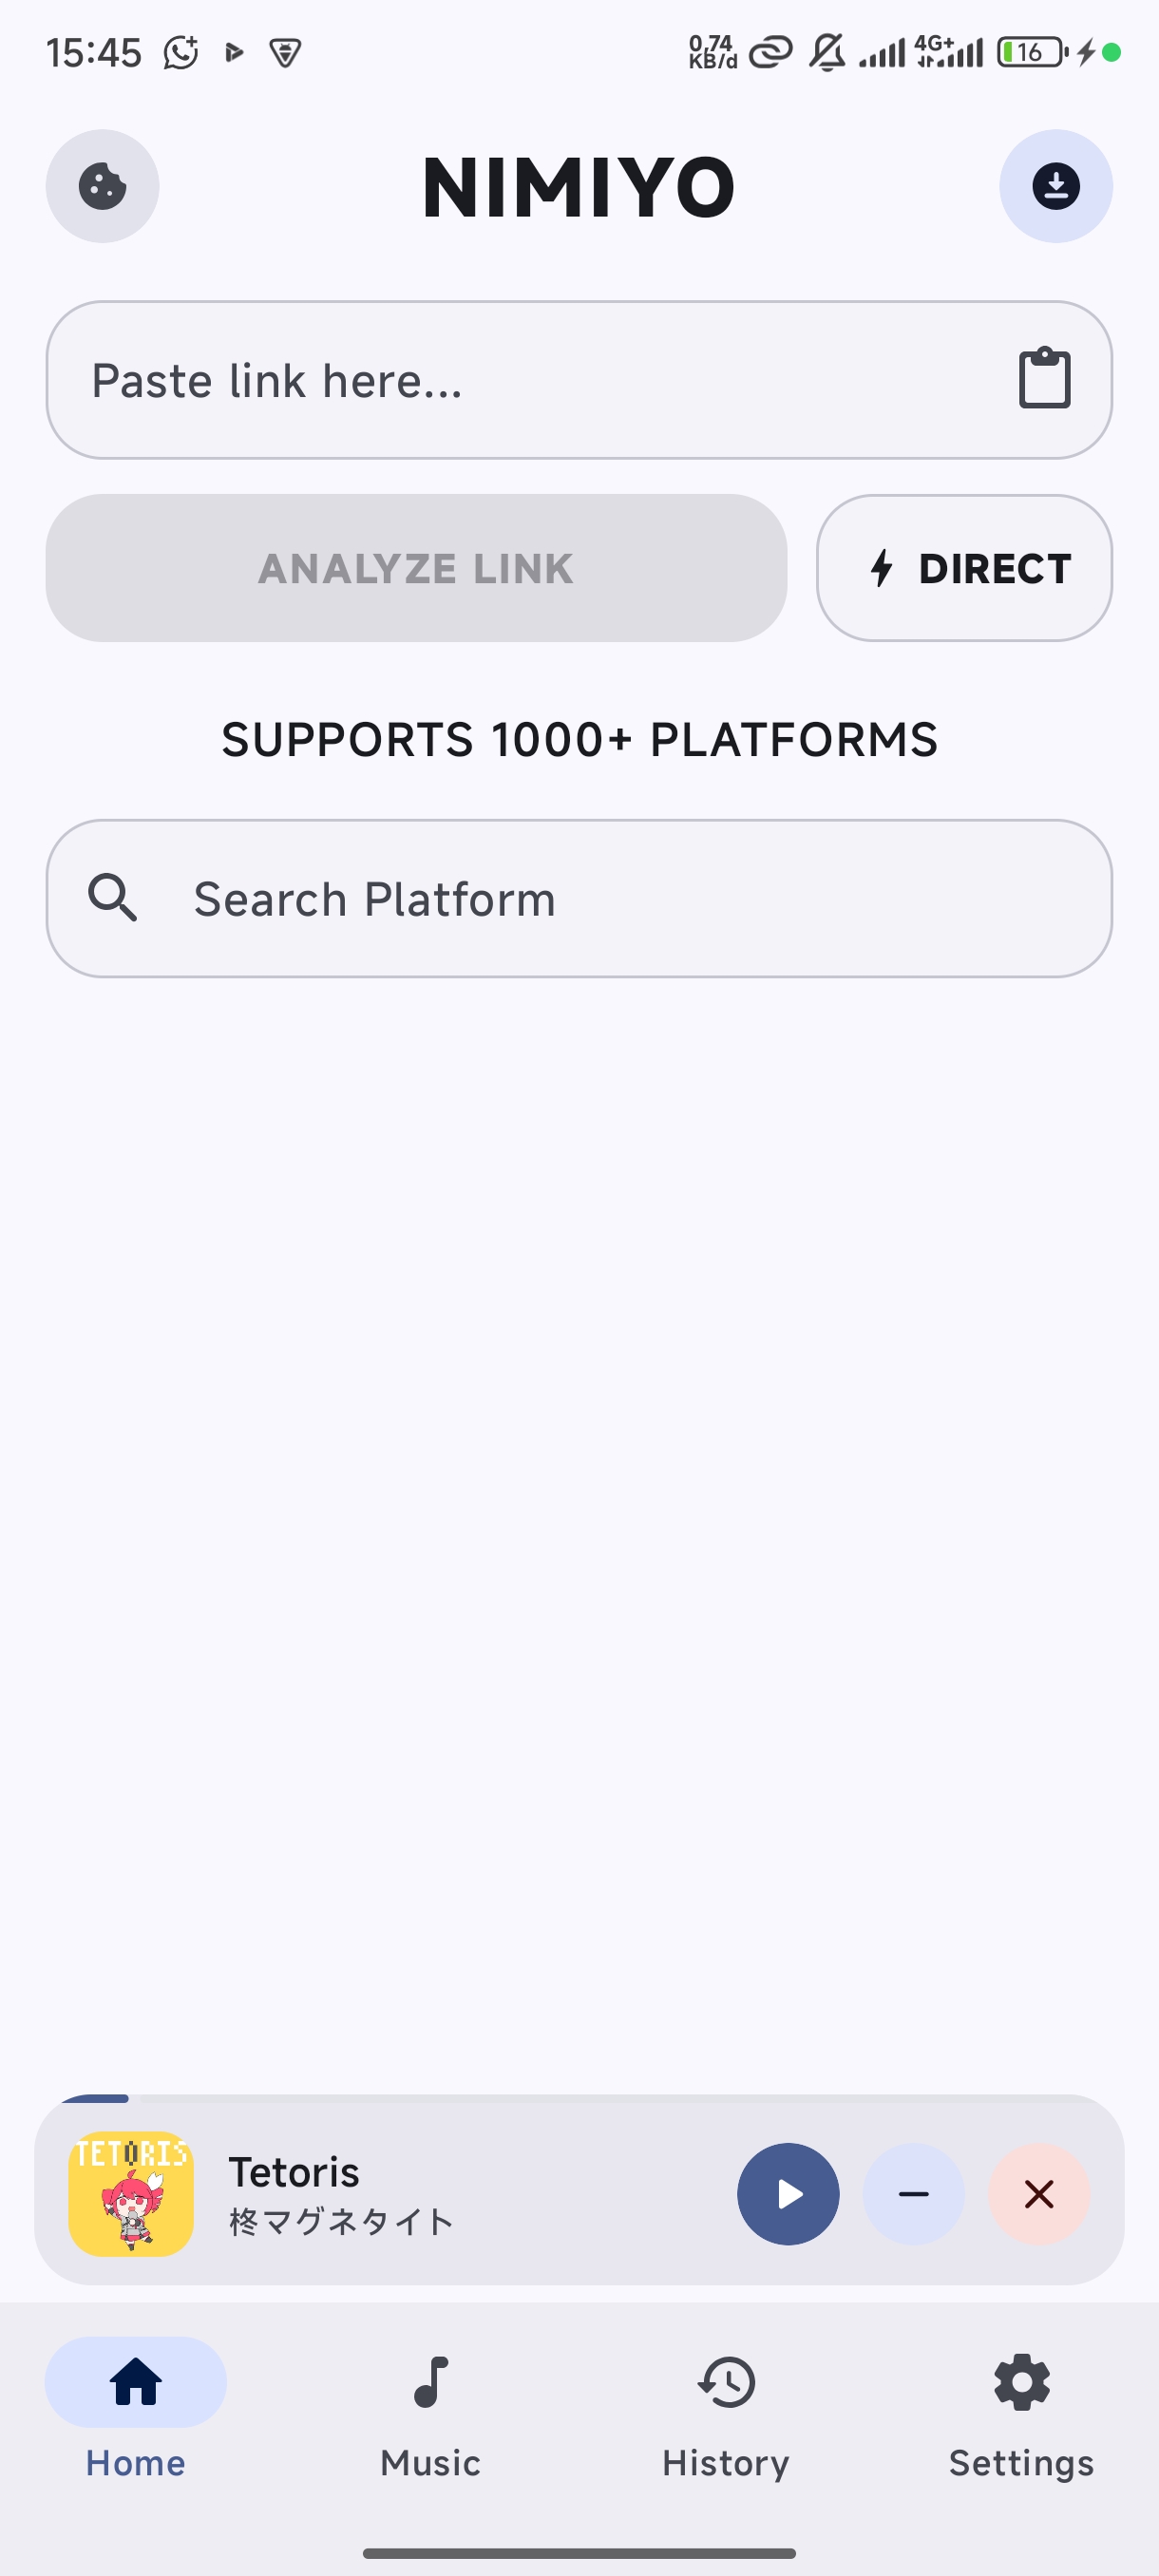 15:45
0.74
KB/d
4G+
16
NIMIYO
Paste link here...
ANALYZE LINK
DIRECT
SUPPORTS 1000+ PLATFORMS
Search Platform
TETORIS
Tetoris
柊マグネタイト
Home
Music
History
Settings